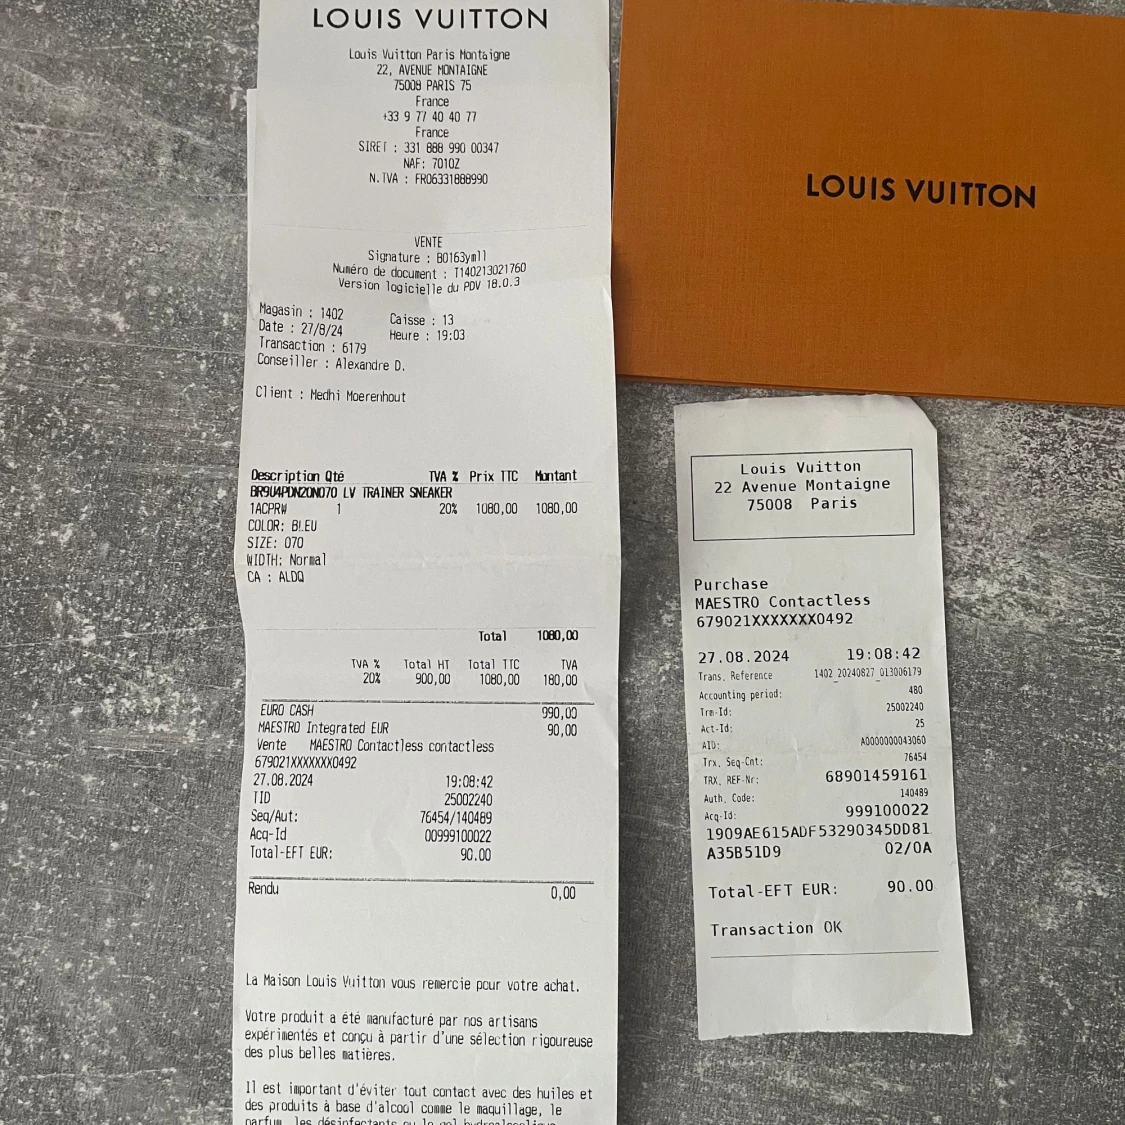 LOUIS VUITTON
Louis Vuitton Paris Montaigne
22, AVENUE MONTAIGNE
75008 PARIS 75
France
+33 9 77 40 40 77
France
SIRET : 331 888 990 00347
NAF: 7010Z
N.TVA : FR06331888990
VENTE
Signature : B0163ymll
Numéro de document : T140213021760
Version logicielle du PDV 18.0.3
Magasin : 1402 Caisse : 13
Date : 27/8/24 Heure : 19:03
Transaction : 6179
Conseiller : Alexandre D.
Client : Medhi Moerenhout
Description Qté TVA % Prix TTC Montant
BR9U4PDN20N070 LV TRAINER SNEAKER
1ACPRW 1 20% 1080,00 1080,00
COLOR: BLEU
SIZE: 070
WIDTH: Normal
CA : ALDQ
Total 1080,00
TVA % Total HT Total TTC TVA
20% 900,00 1080,00 180,00
EURO CASH 990,00
MAESTRO Integrated EUR 90,00
Vente MAESTRO Contactless contactless
679021XXXXXXX0492
27.08.2024 19:08:42
TID 25002240
Seq/Aut: 76454/140489
Acq-Id 00999100022
Total-EFT EUR: 90.00
Rendu 0,00
La Maison Louis Vuitton vous remercie pour votre achat.
Votre produit a été manufacturé par nos artisans
expérimentés et conçu à partir d'une sélection rigoureuse
des plus belles matières.
Il est important d'éviter tout contact avec des huiles et
des produits à base d'alcool comme le maquillage, le
parfum, les désinfectants ou le gel hydroalcoolique
LOUIS VUITTON
Louis Vuitton
22 Avenue Montaigne
75008 Paris
Purchase
MAESTRO Contactless
679021XXXXXXX0492
27.08.2024 19:08:42
Trans. Reference 1402_20240827_013006179
Accounting period: 480
Trm-Id: 25002240
Act-Id: 25
AID: A0000000043060
Trx. Seq-Cnt: 76454
TRX. REF-Nr: 68901459161
Auth. Code: 140489
Acq-Id: 999100022
1909AE615ADF53290345DD81
A35B51D9 02/0A
Total-EFT EUR: 90.00
Transaction OK